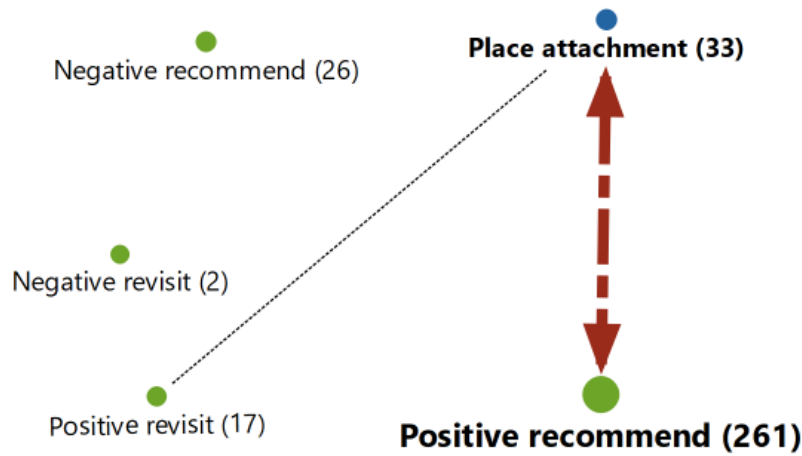 Negative recommend (26)
Place attachment (33)
Negative revisit (2)
Positive revisit (17)
Positive recommend (261)